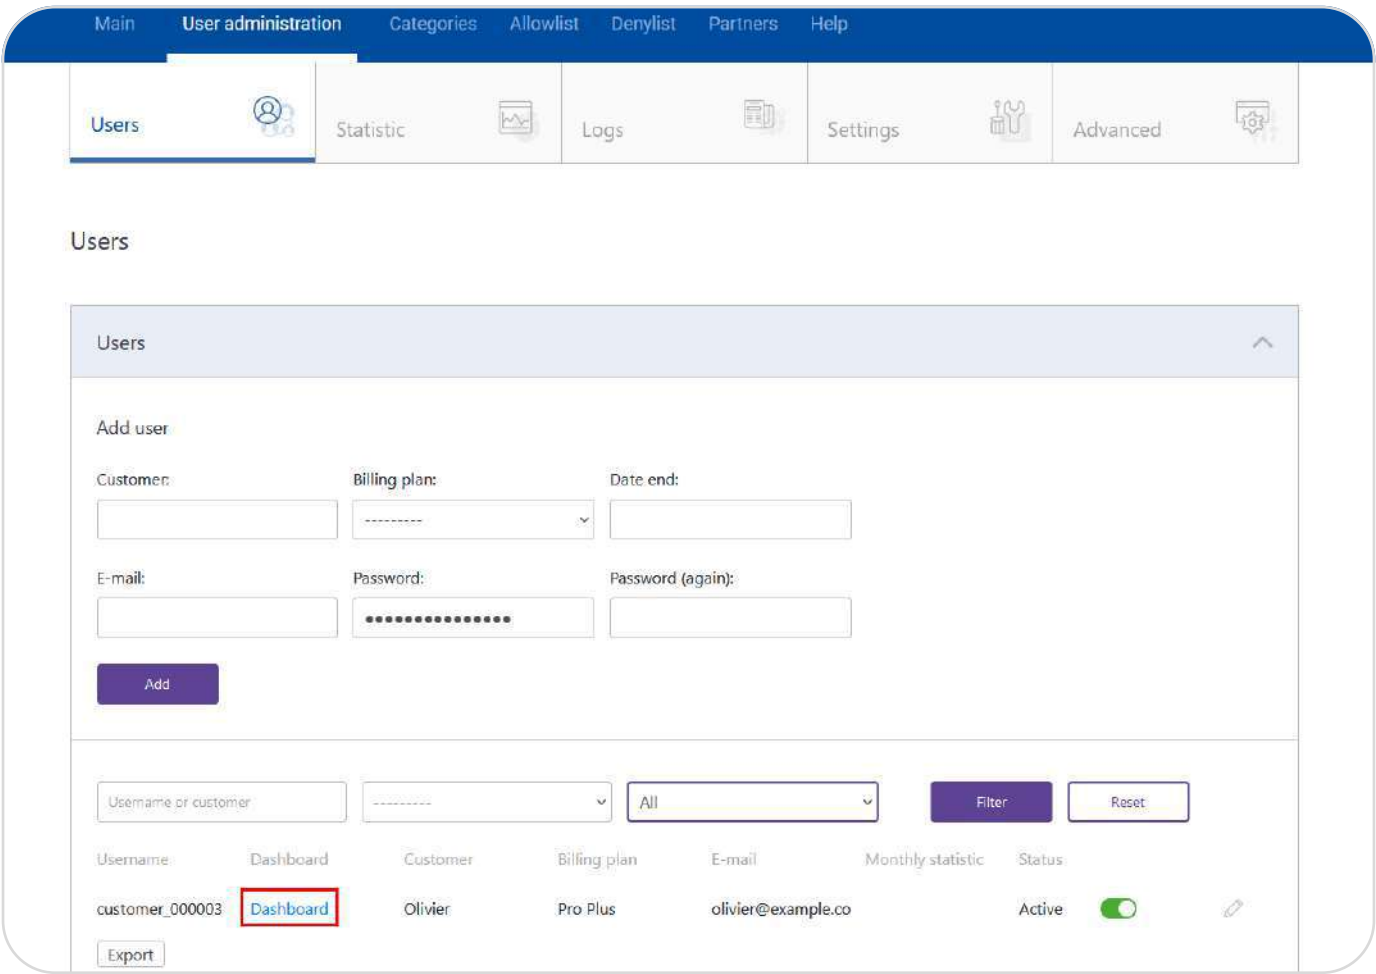 Main User administration Categories Allowlist Denylist Partners Help
Users Statistic Logs Settings Advanced
Users
Users
Add user
Customer: Billing plan: Date end:
---------
E-mail: Password: Password (again):
•••••••••••••••
Add
Username or customer --------- All Filter Reset
Username Dashboard Customer Billing plan E-mail Monthly statistic Status
customer_000003 Dashboard Olivier Pro Plus olivier@example.co Active
Export